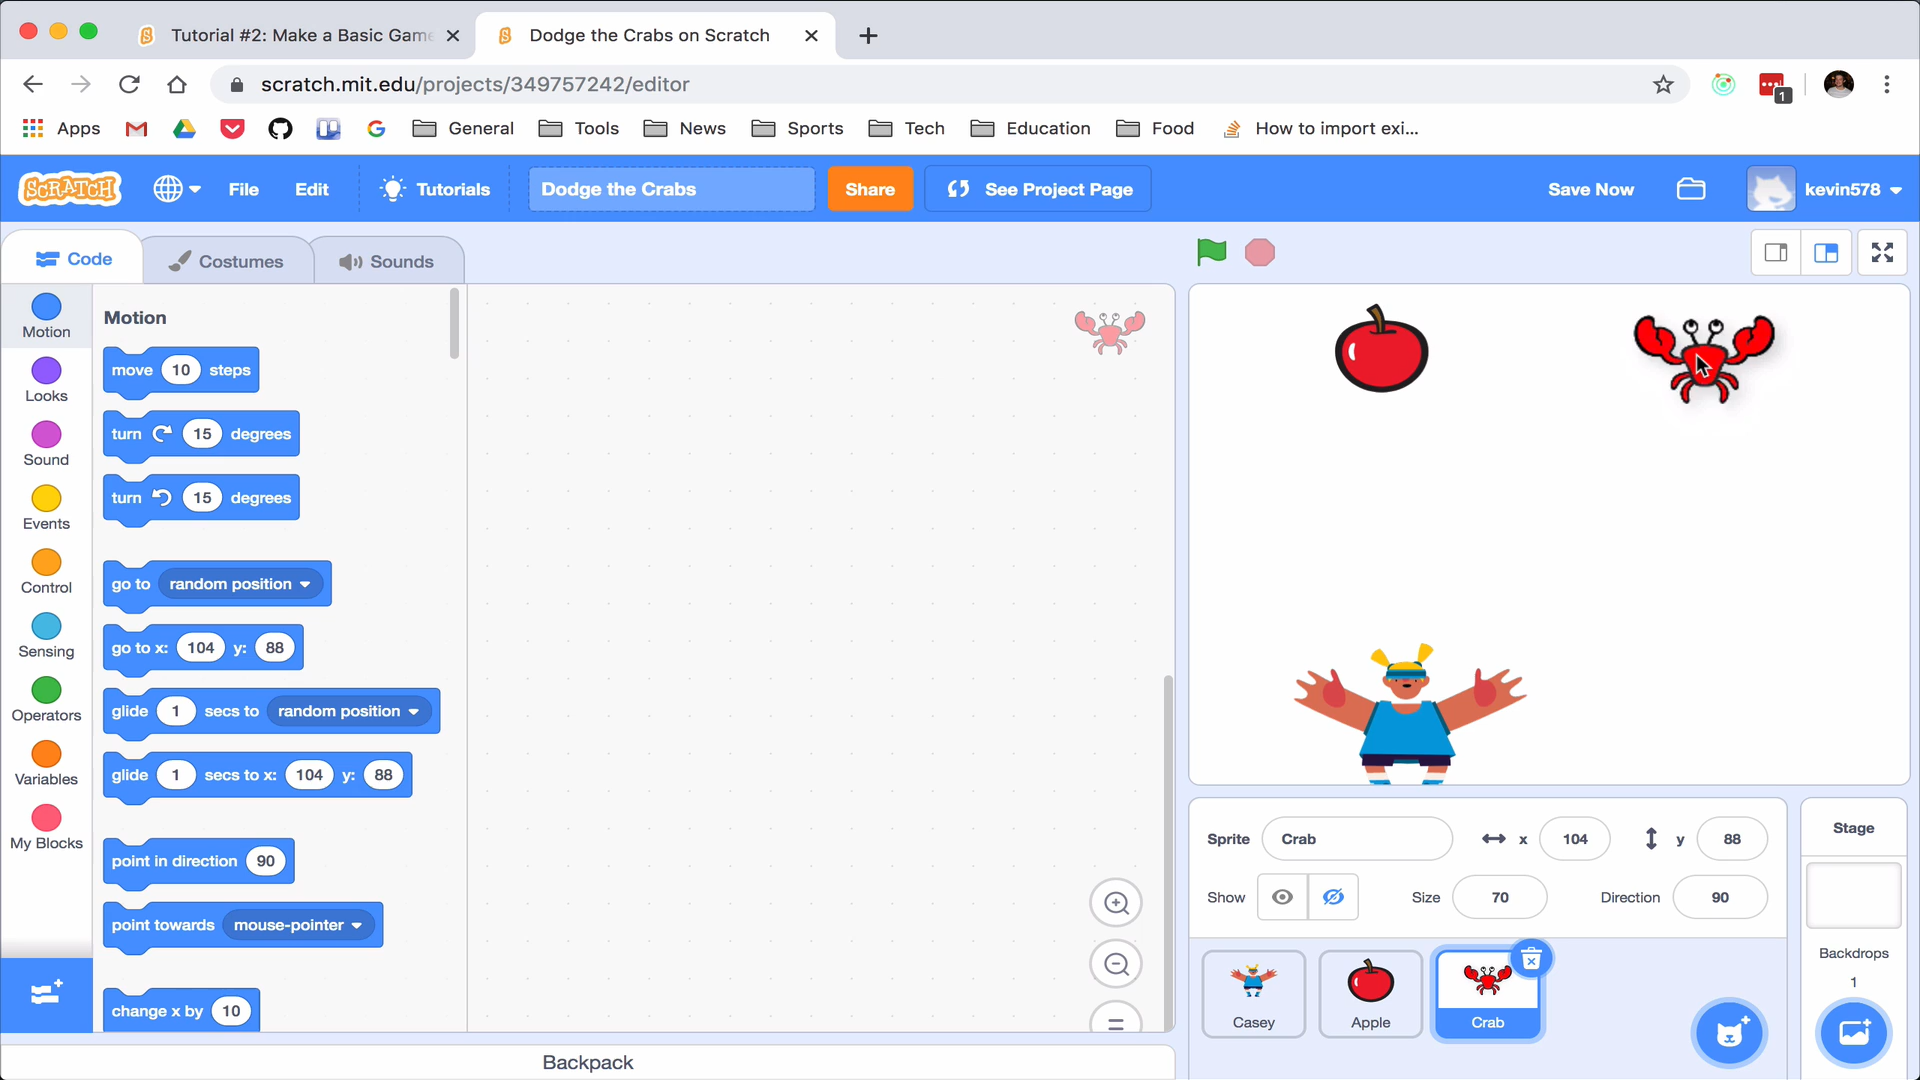 Tutorial #2: Make a Basic Game
Dodge the Crabs on Scratch
scratch.mit.edu/projects/349757242/editor
1
Apps
General
Tools
News
Sports
Tech
Education
Food
How to import exi...
SCRATCH
File
Edit
Tutorials
Dodge the Crabs
Share
See Project Page
Save Now
kevin578
Code
Costumes
Sounds
Motion
Looks
Sound
Events
Control
Sensing
Operators
Variables
My Blocks
Motion
move 10 steps
turn 15 degrees
turn 15 degrees
go to random position
go to x: 104 y: 88
glide 1 secs to random position
glide 1 secs to x: 104 y: 88
point in direction 90
point towards mouse-pointer
change x by 10
Sprite Crab x 104 y 88
Show Size 70 Direction 90
Casey
Apple
Crab
Stage
Backdrops
1
Backpack